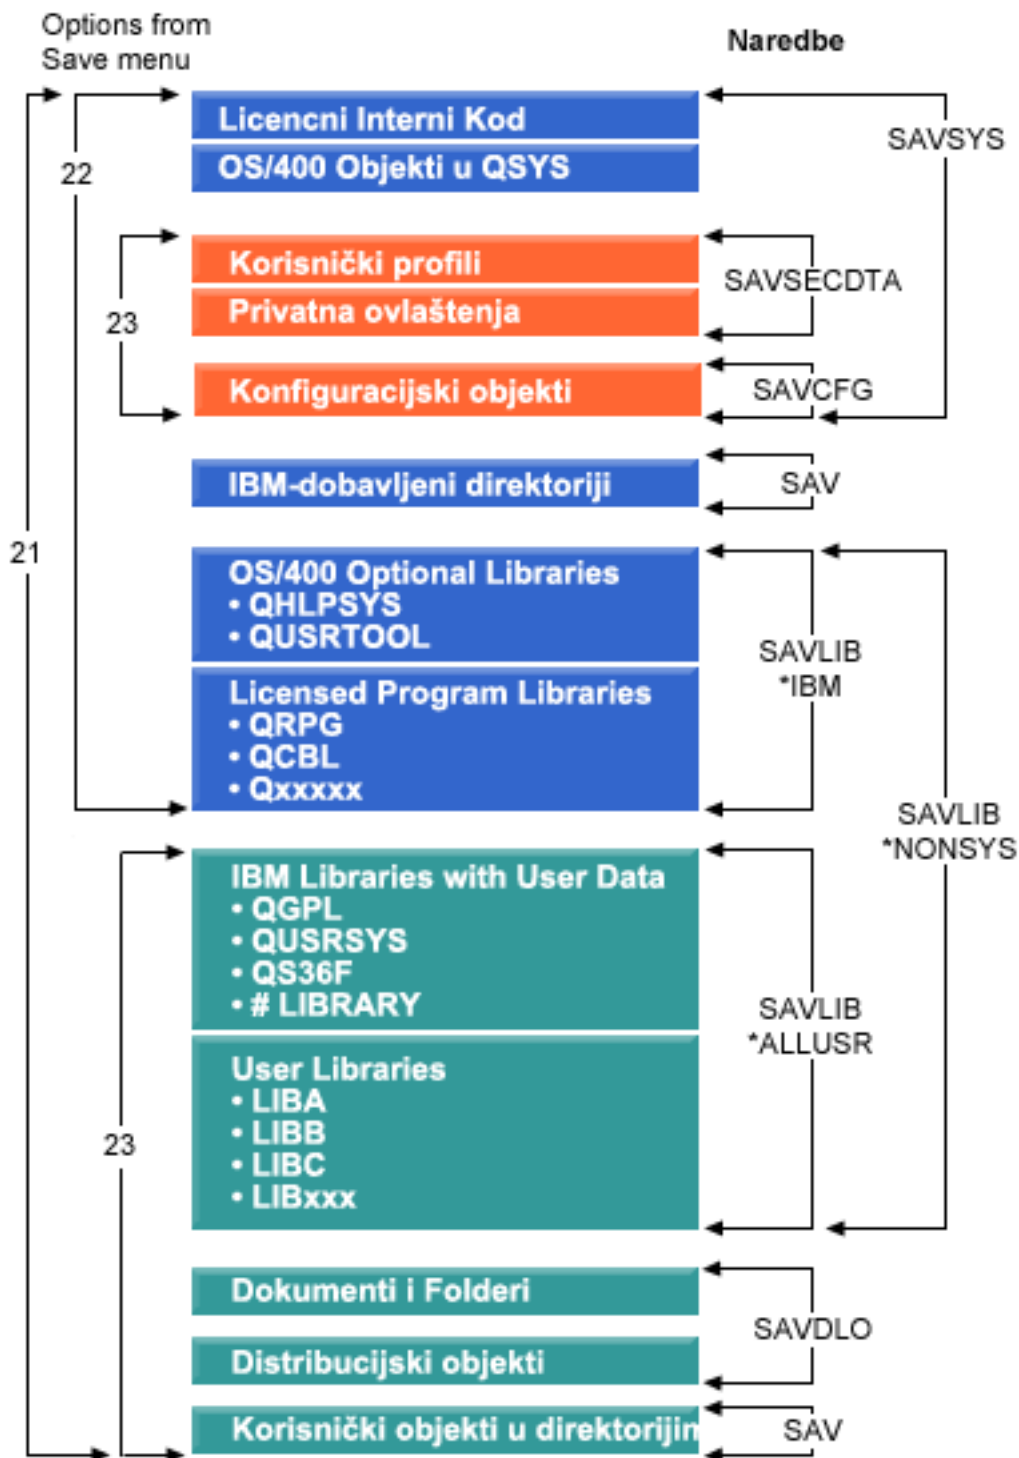 Options from
Save menu
Naredbe
Licencni Interni Kod
OS/400 Objekti u QSYS
SAVSYS
22
Korisnički profili
Privatna ovlaštenja
SAVSECDTA
23
Konfiguracijski objekti
SAVCFG
IBM-dobavljeni direktoriji
SAV
21
OS/400 Optional Libraries
• QHLPSYS
• QUSRTOOL
SAVLIB
*IBM
Licensed Program Libraries
• QRPG
• QCBL
• Qxxxxx
SAVLIB
*NONSYS
IBM Libraries with User Data
• QGPL
• QUSRSYS
• QS36F
• # LIBRARY
SAVLIB
*ALLUSR
User Libraries
• LIBA
• LIBB
• LIBC
• LIBxxx
23
Dokumenti i Folderi
SAVDLO
Distribucijski objekti
Korisnički objekti u direktorijin
SAV